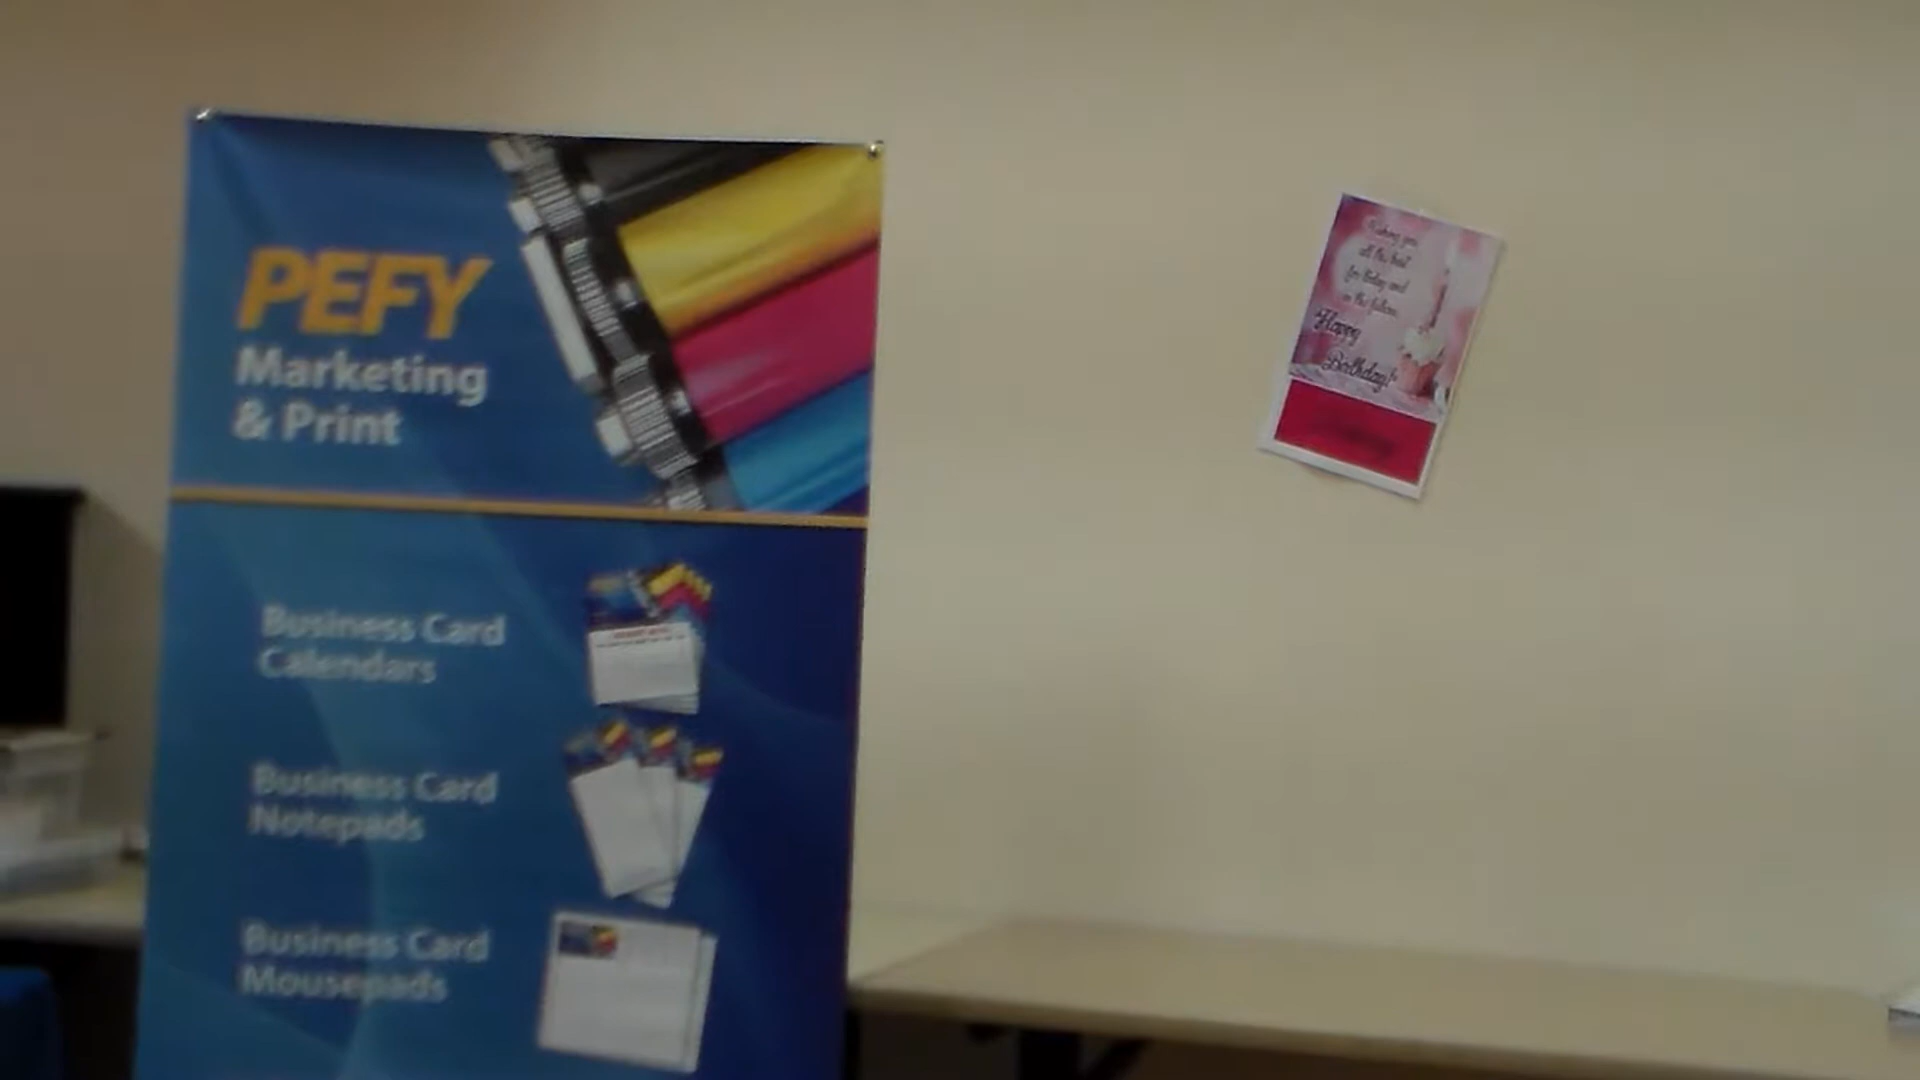 PEFY
Marketing
& Print
Business Card
Calendars
Business Card
Notepads
Business Card
Mousepads
Wishing you
all the best
for today and
in the future.
Happy
Birthday!